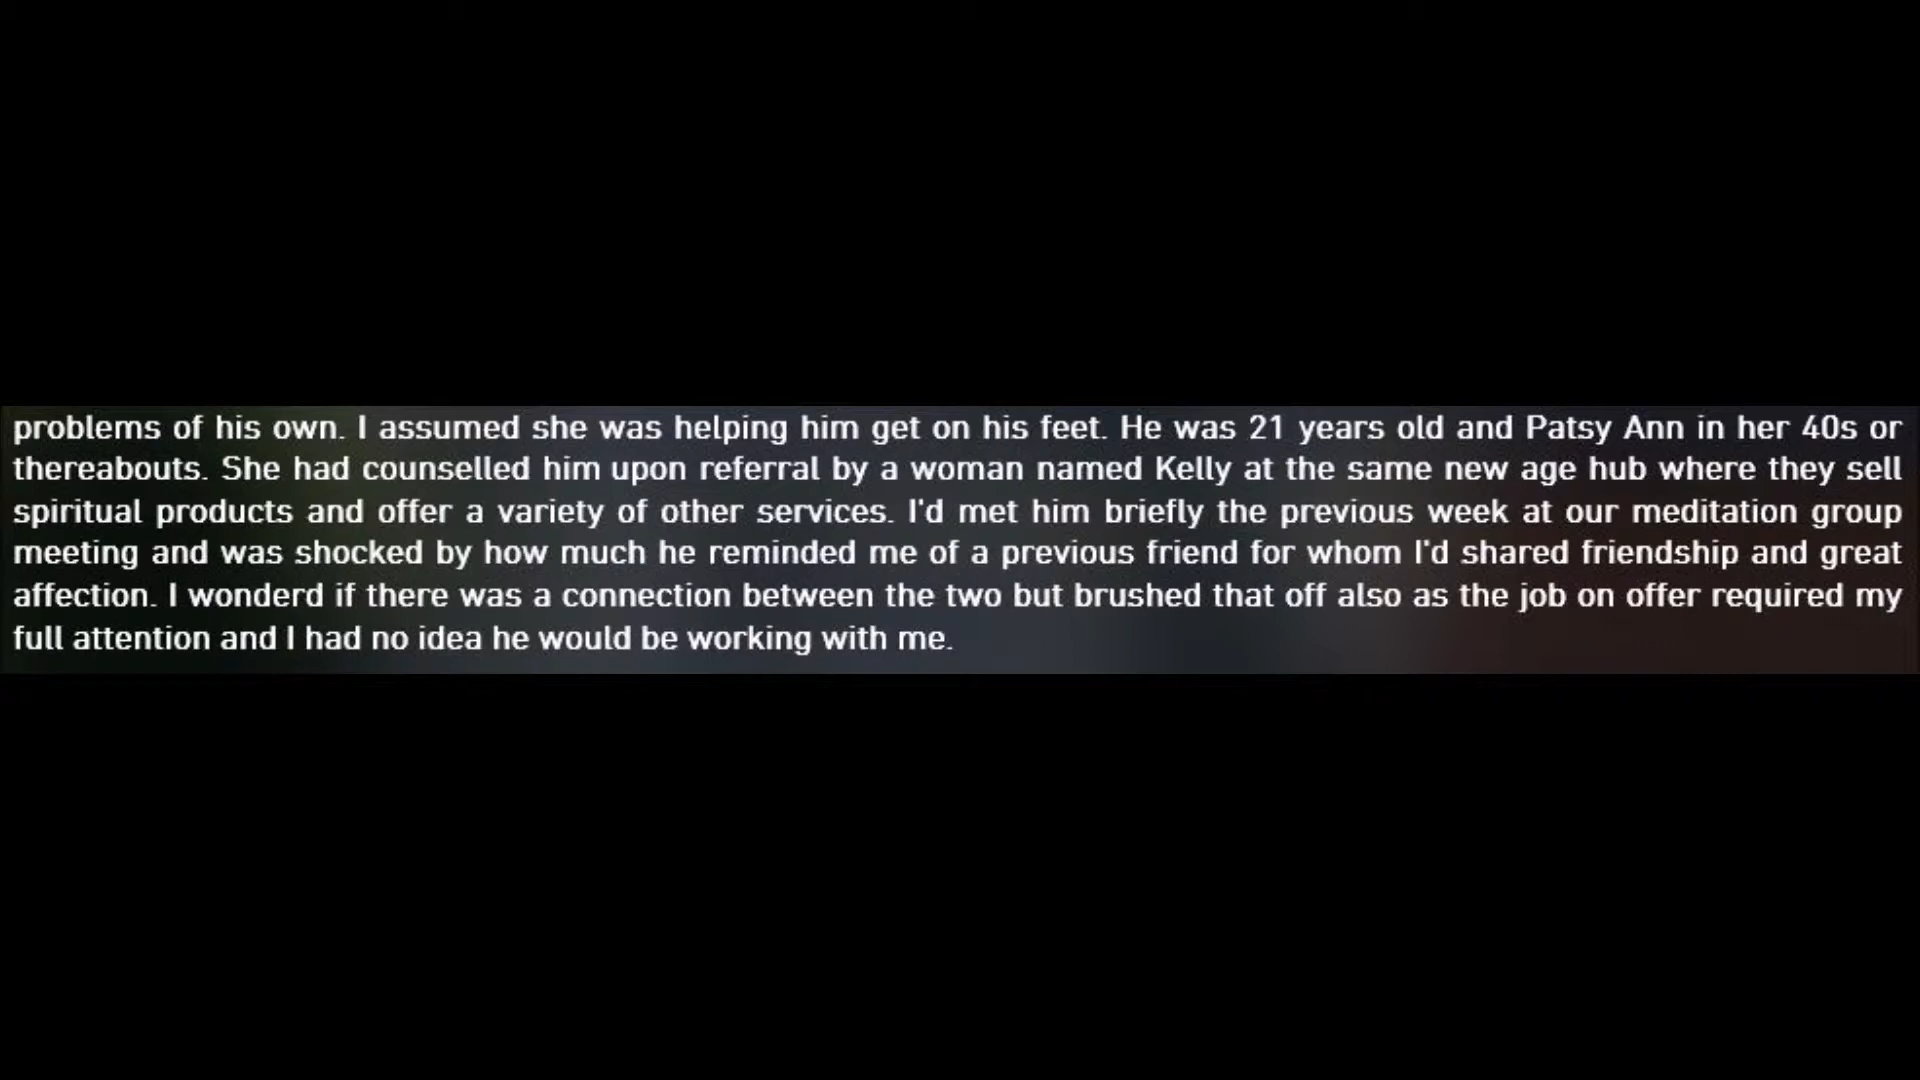 problems of his own. I assumed she was helping him get on his feet. He was 21 years old and Patsy Ann in her 40s or
thereabouts. She had counselled him upon referral by a woman named Kelly at the same new age hub where they sell
spiritual products and offer a variety of other services. I'd met him briefly the previous week at our meditation group
meeting and was shocked by how much he reminded me of a previous friend for whom I'd shared friendship and great
affection. I wonderd if there was a connection between the two but brushed that off also as the job on offer required my
full attention and I had no idea he would be working with me.